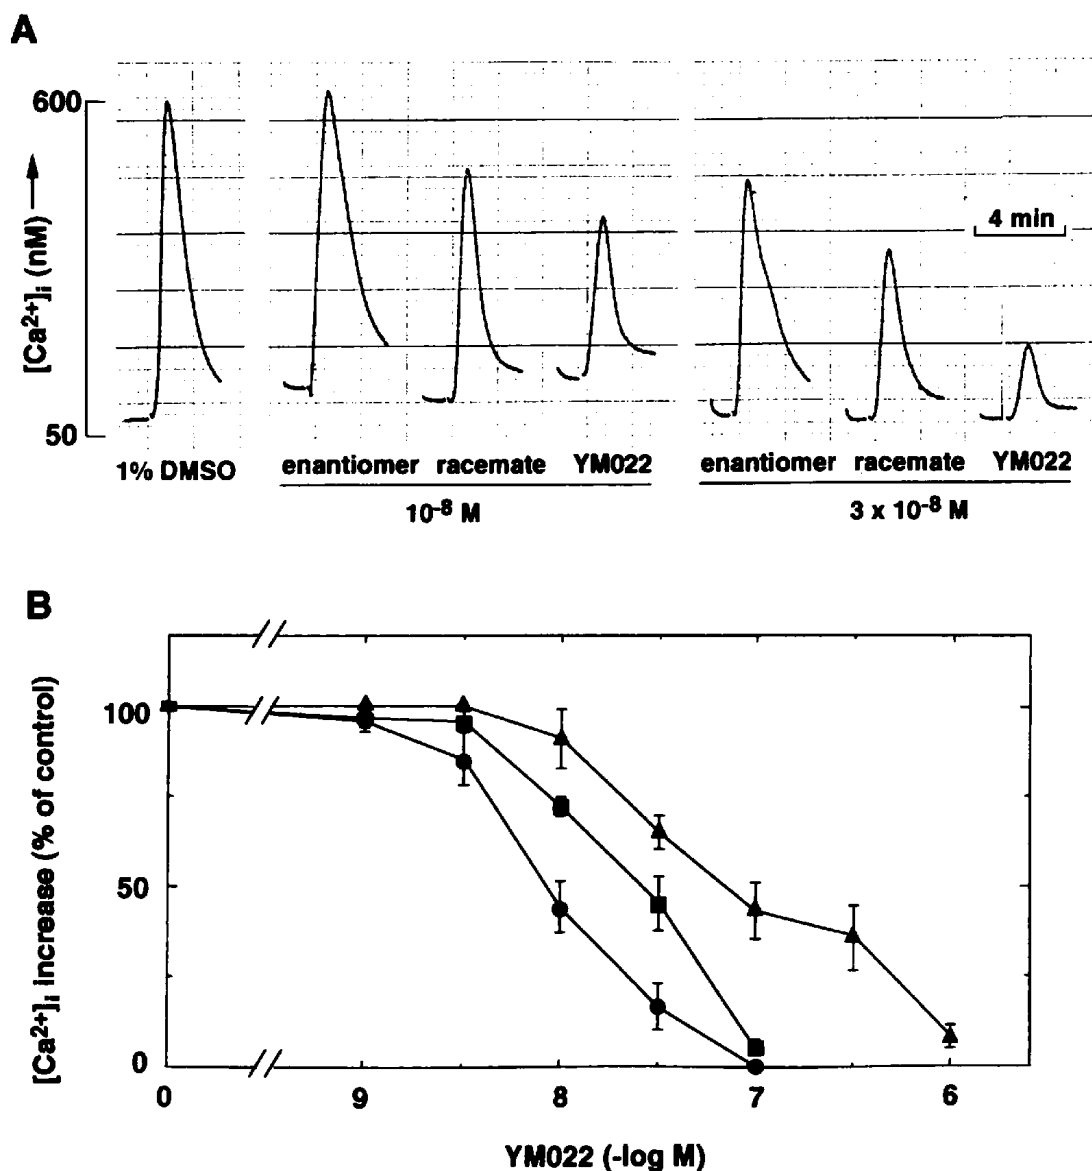 A
600
[Ca²⁺]ᵢ (nM)
50
4 min
1% DMSO
enantiomer racemate YM022
10⁻⁸ M
enantiomer racemate YM022
3 x 10⁻⁸ M
B
[Ca²⁺]ᵢ increase (% of control)
100
50
0
0 9 8 7 6
YM022 (-log M)